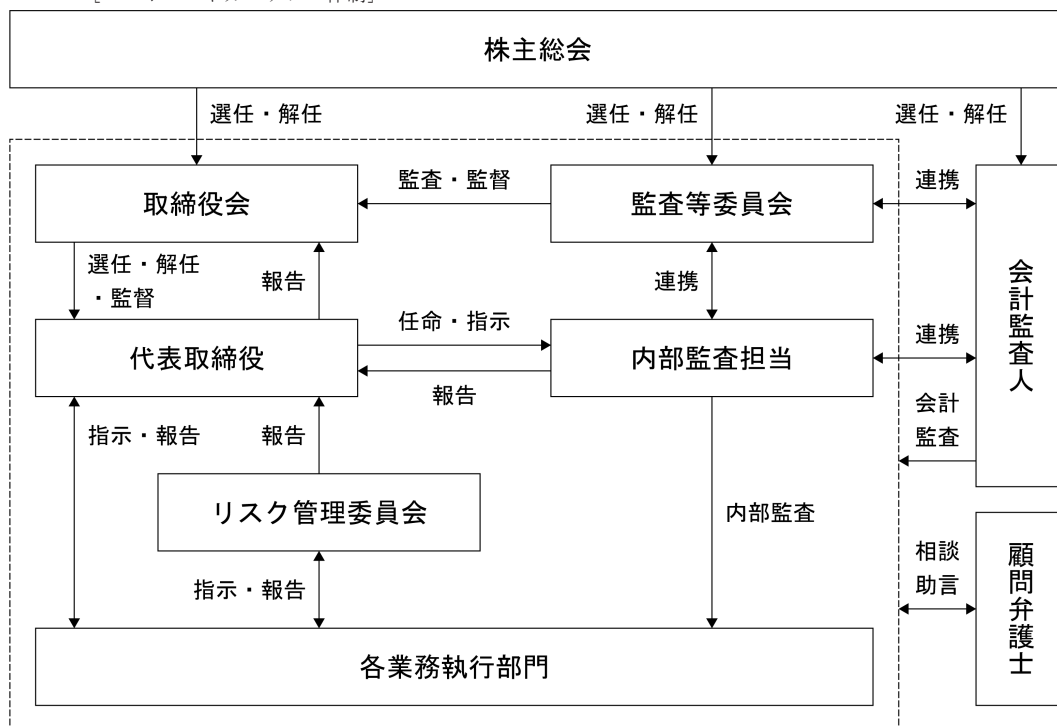 株主総会
選任・解任
選任・解任
選任・解任
取締役会
監査・監督
監査等委員会
連携
会計監査人
選任・解任
・監督
報告
連携
代表取締役
任命・指示
報告
内部監査担当
連携
会計
監査
指示・報告
報告
リスク管理委員会
内部監査
指示・報告
相談
助言
顧問弁護士
各業務執行部門